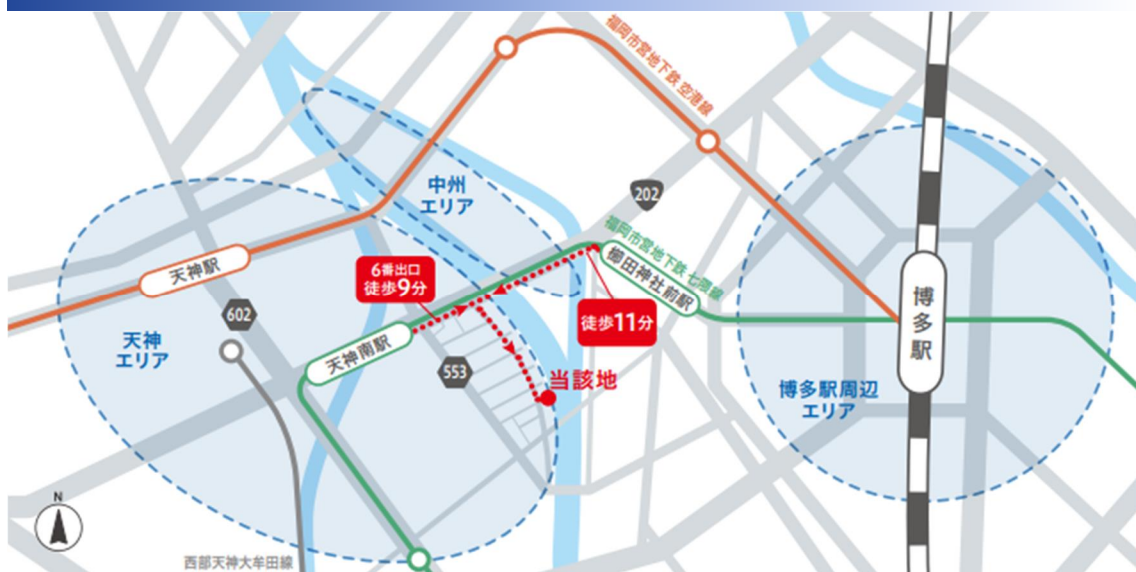 福岡市営地下鉄 空港線
中州
エリア
202
福岡市営地下鉄 七隈線
櫛田神社前駅
天神駅
6番出口
徒歩9分
徒歩11分
602
天神
エリア
天神南駅
553
当該地
博多駅
博多駅周辺
エリア
N
西部天神大牟田線